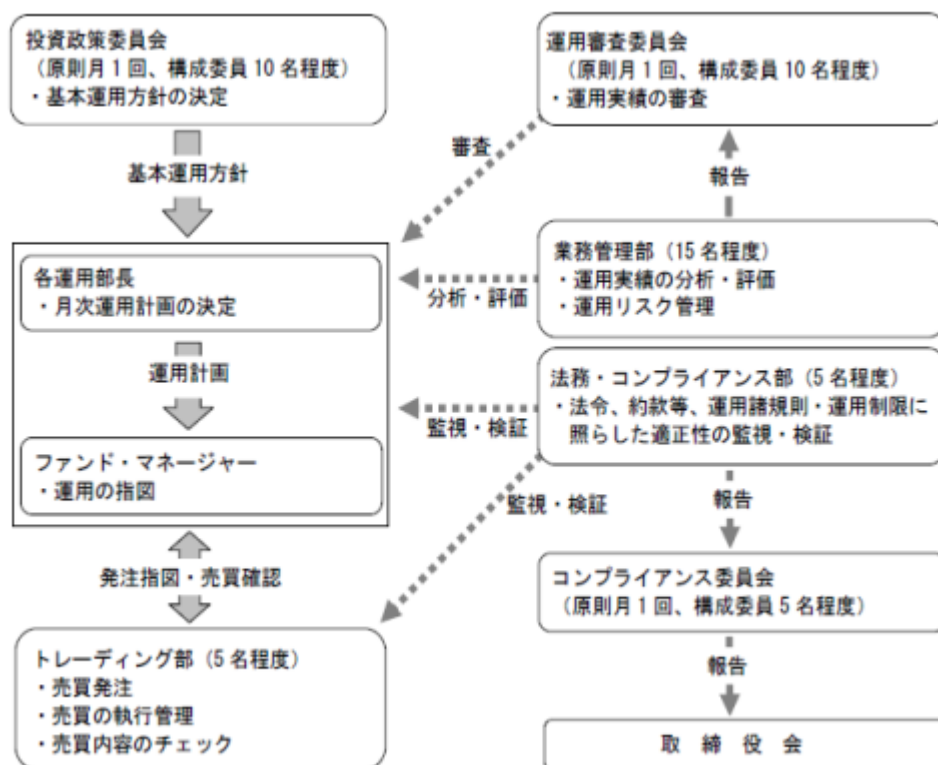 投資政策委員会
（原則月1回、構成委員10名程度）
・基本運用方針の決定
基本運用方針
各運用部長
・月次運用計画の決定
運用計画
ファンド・マネージャー
・運用の指図
発注指図・売買確認
トレーディング部（5名程度）
・売買発注
・売買の執行管理
・売買内容のチェック
運用審査委員会
（原則月1回、構成委員10名程度）
・運用実績の審査
審査
報告
業務管理部（15名程度）
・運用実績の分析・評価
・運用リスク管理
分析・評価
法務・コンプライアンス部（5名程度）
・法令、約款等、運用諸規則・運用制限に
照らした適正性の監視・検証
監視・検証
監視・検証
報告
コンプライアンス委員会
（原則月1回、構成委員5名程度）
報告
取締役会